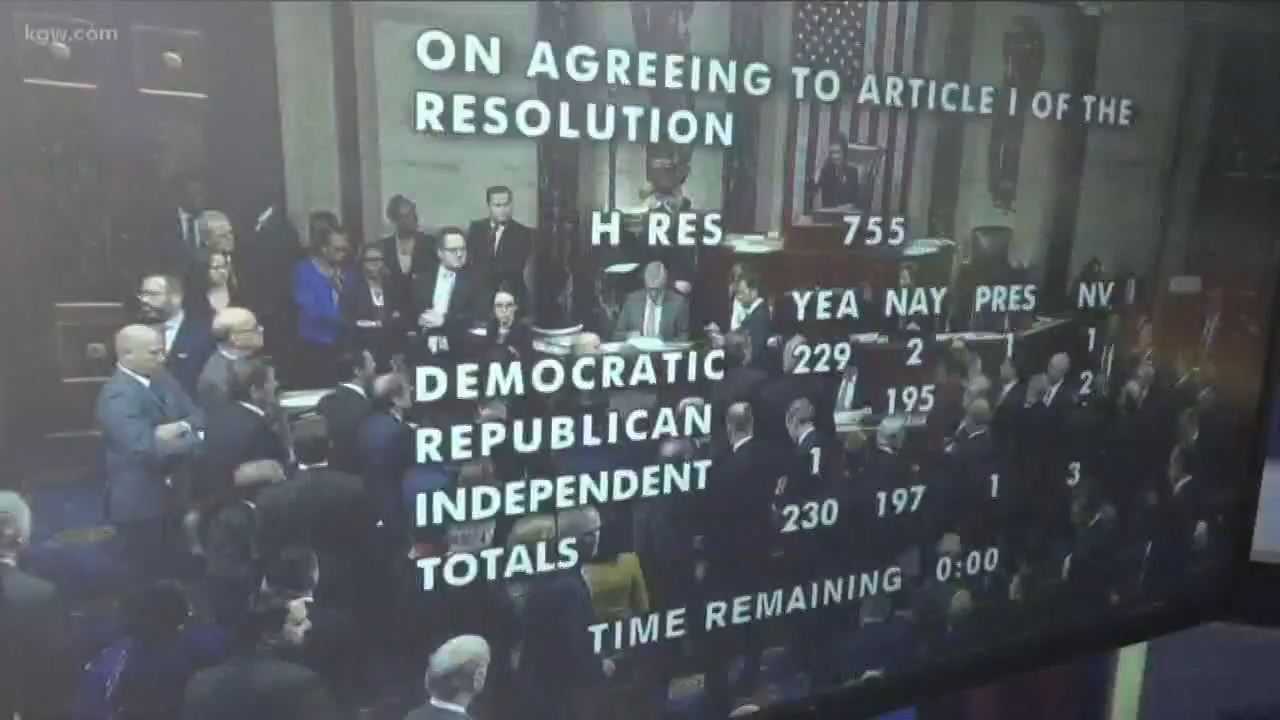 kgw.com
ON AGREEING TO ARTICLE I OF THE
RESOLUTION
H RES 755
YEA NAY PRES NV
DEMOCRATIC 229 2 1 1
REPUBLICAN 195 2
INDEPENDENT 1
TOTALS 230 197 1 3
TIME REMAINING 0:00